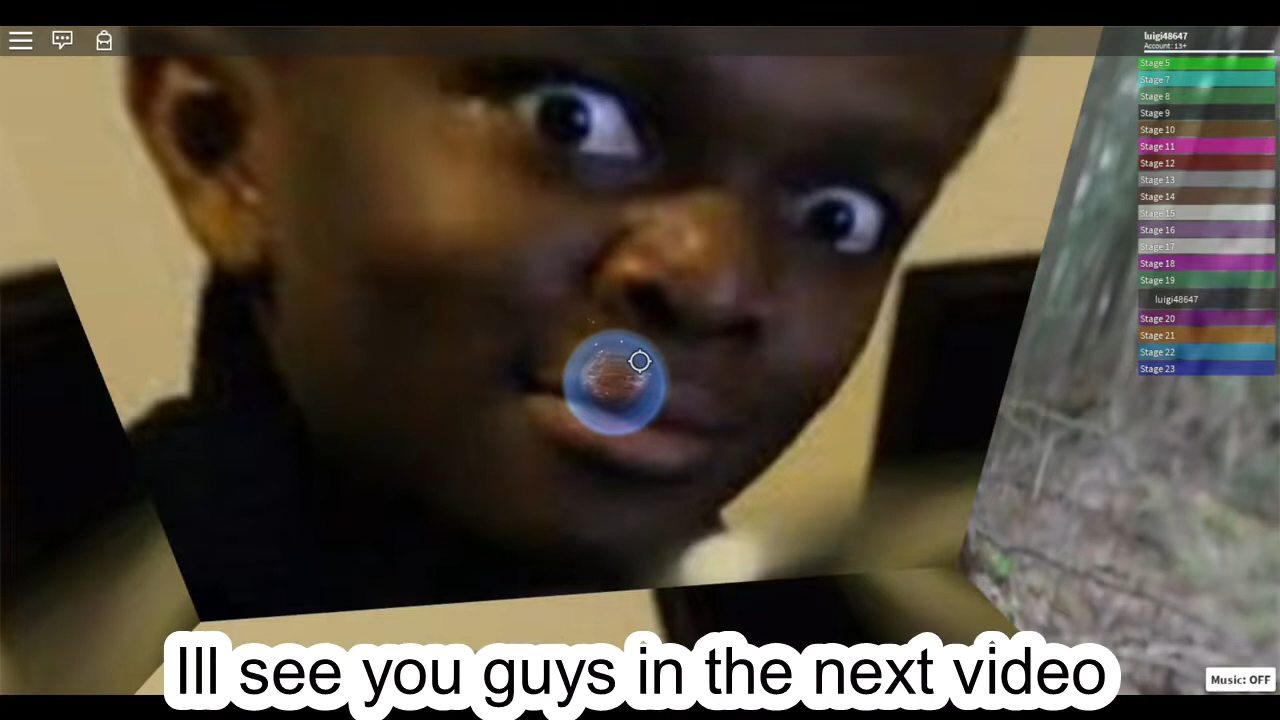 luigi48647
Account: 13+
Stage 5
Stage 7
Stage 8
Stage 9
Stage 10
Stage 11
Stage 12
Stage 13
Stage 14
Stage 15
Stage 16
Stage 17
Stage 18
Stage 19
luigi48647
Stage 20
Stage 21
Stage 22
Stage 23
Music: OFF
Ill see you guys in the next video